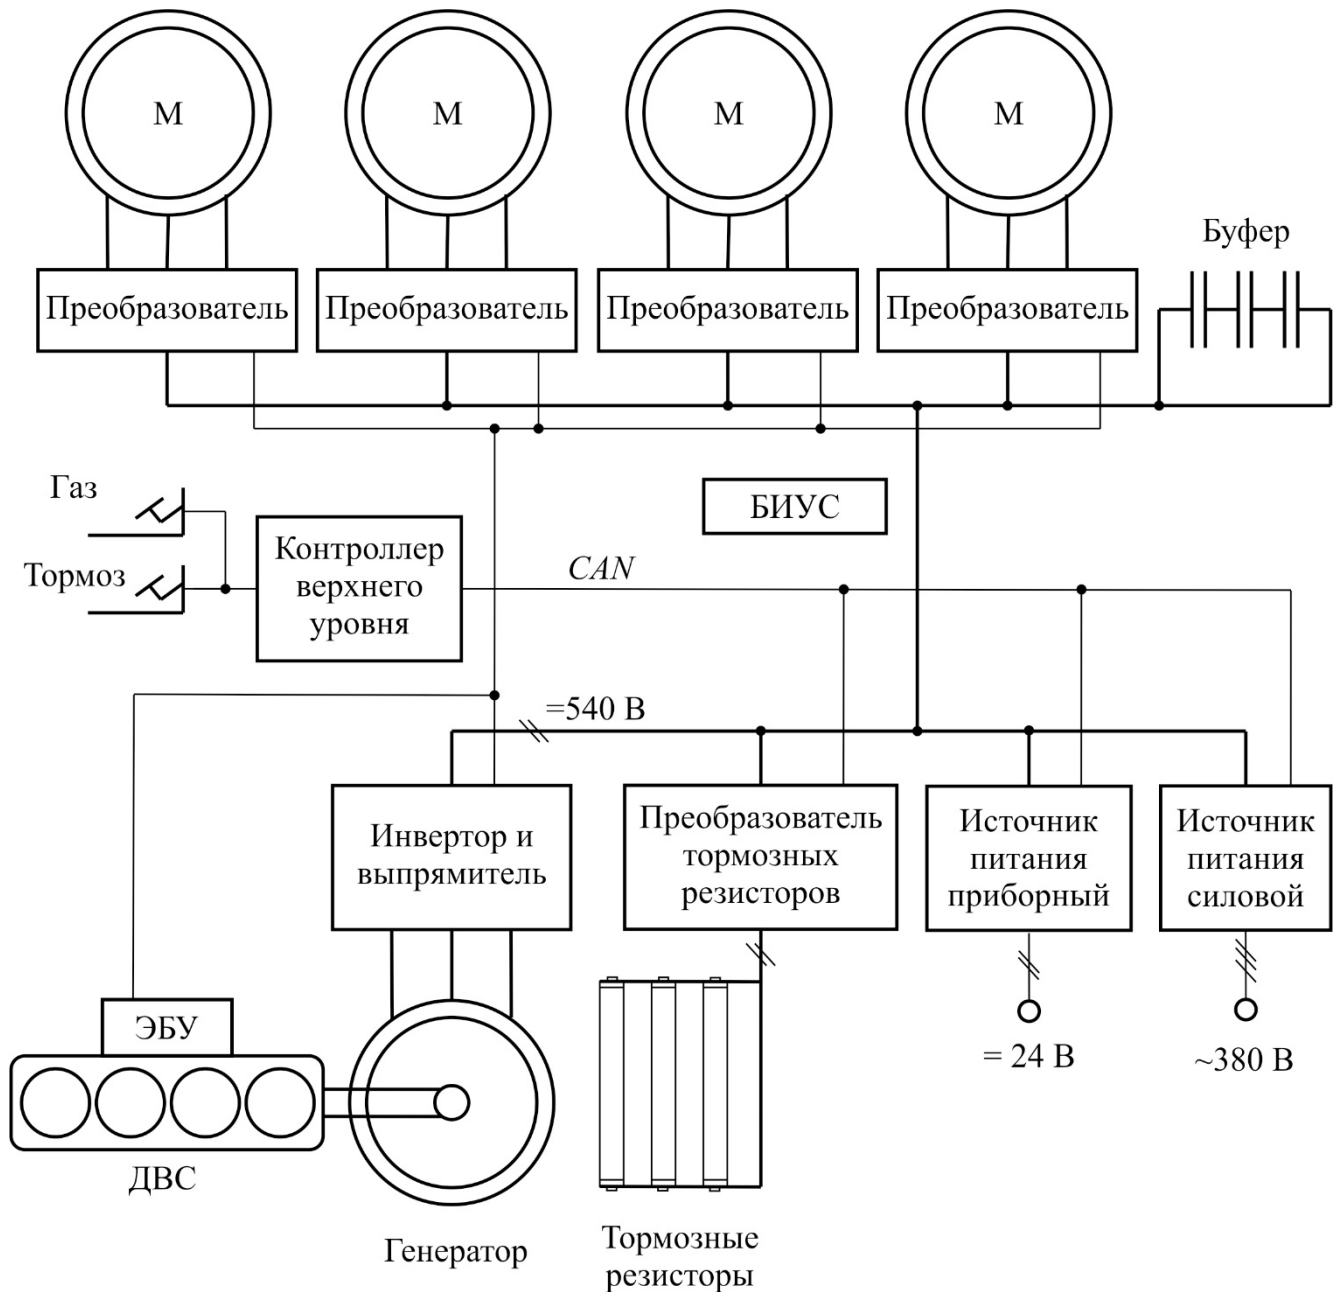 М
М
М
М
Буфер
Преобразователь
Преобразователь
Преобразователь
Преобразователь
Газ
Тормоз
Контроллер
верхнего
уровня
CAN
БИУС
=540 В
Инвертор и
выпрямитель
Преобразователь
тормозных
резисторов
Источник
питания
приборный
Источник
питания
силовой
ЭБУ
ДВС
Генератор
Тормозные
резисторы
= 24 В
~380 В